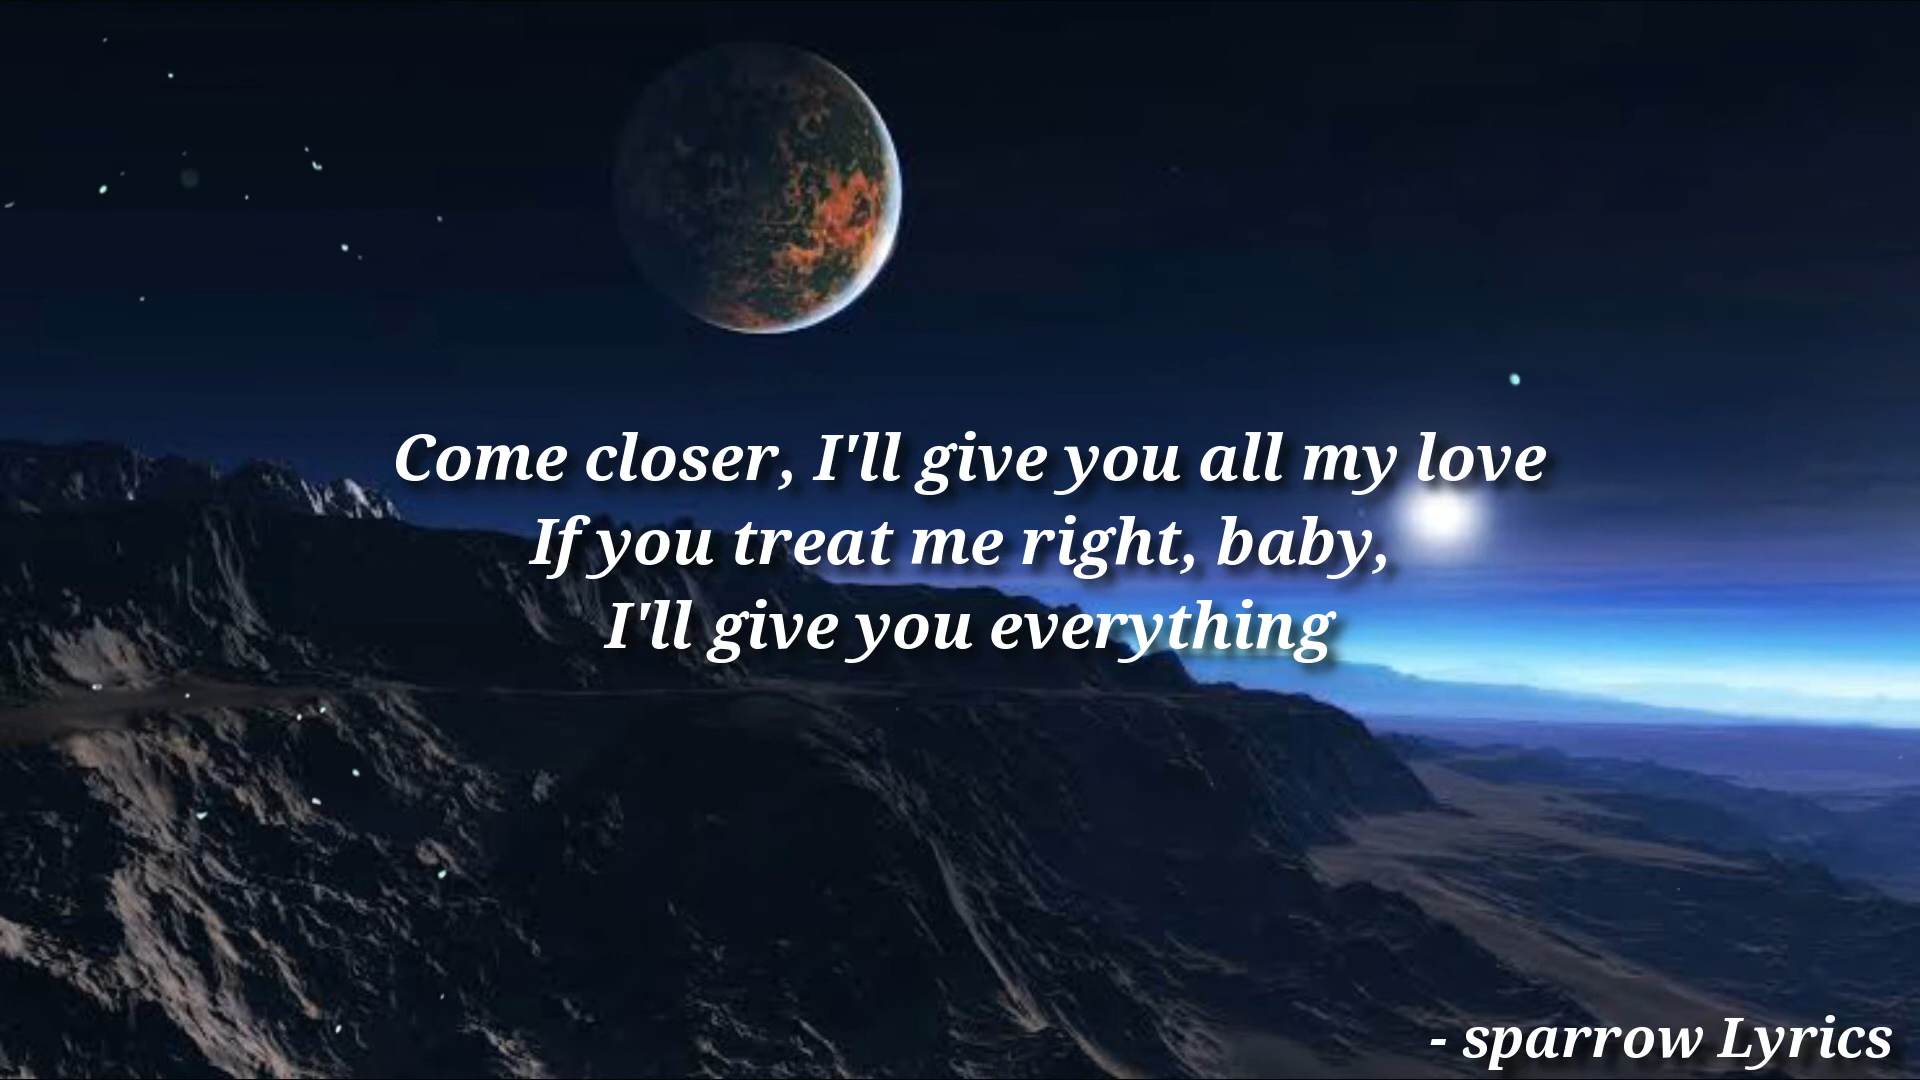 Come closer, I'll give you all my love
If you treat me right, baby,
I'll give you everything
- sparrow Lyrics